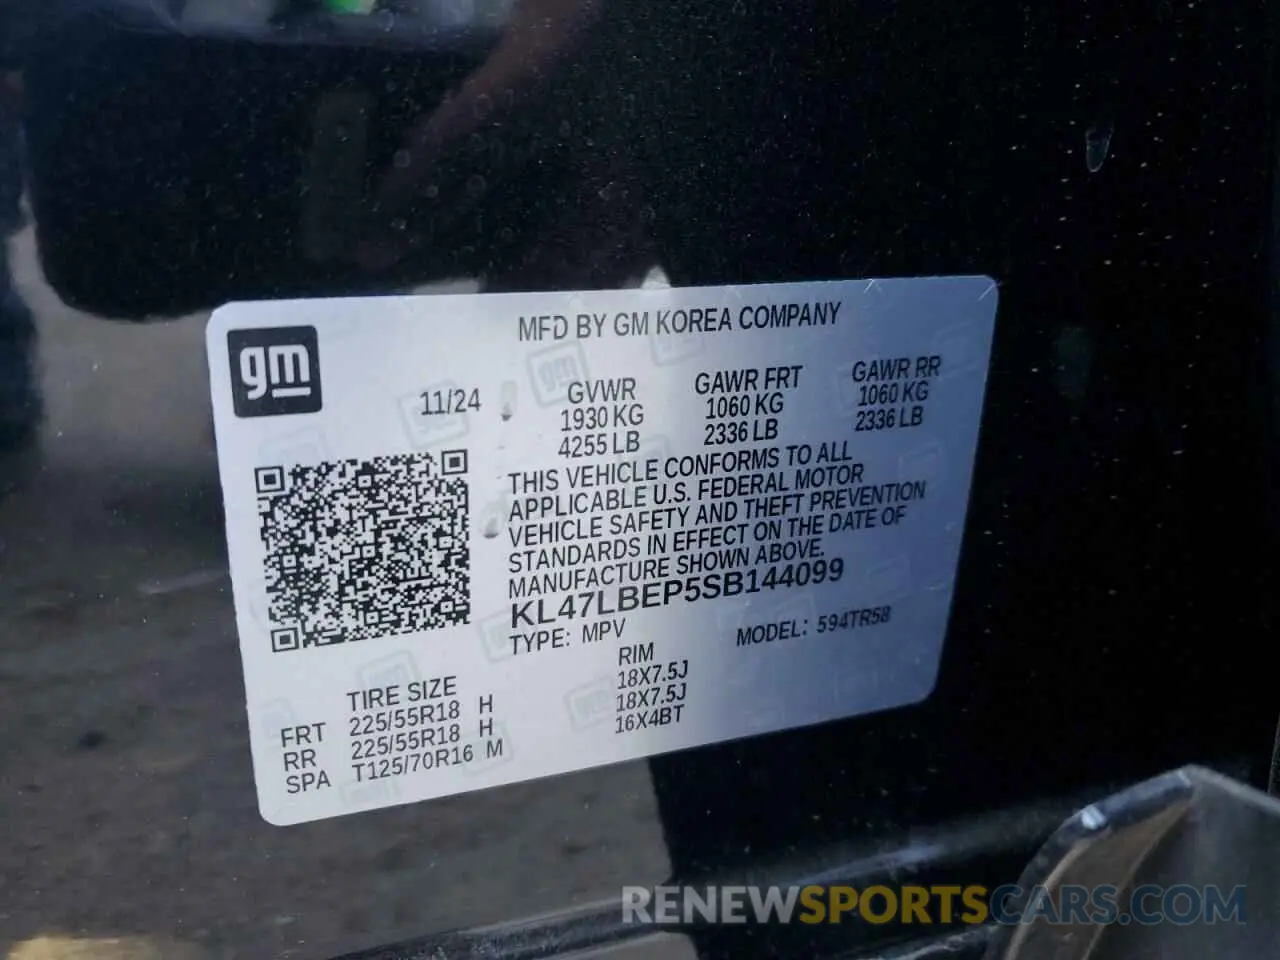 MFD BY GM KOREA COMPANY
gm
11/24
GVWR GAWR FRT GAWR RR
1930 KG 1060 KG 1060 KG
4255 LB 2336 LB 2336 LB
THIS VEHICLE CONFORMS TO ALL
APPLICABLE U.S. FEDERAL MOTOR
VEHICLE SAFETY AND THEFT PREVENTION
STANDARDS IN EFFECT ON THE DATE OF
MANUFACTURE SHOWN ABOVE.
KL47LBEP5SB144099
TYPE: MPV MODEL: 594TR58
TIRE SIZE RIM
FRT 225/55R18 H 18X7.5J
RR 225/55R18 H 18X7.5J
SPA T125/70R16 M 16X4BT
RENEWSPORTSCARS.COM